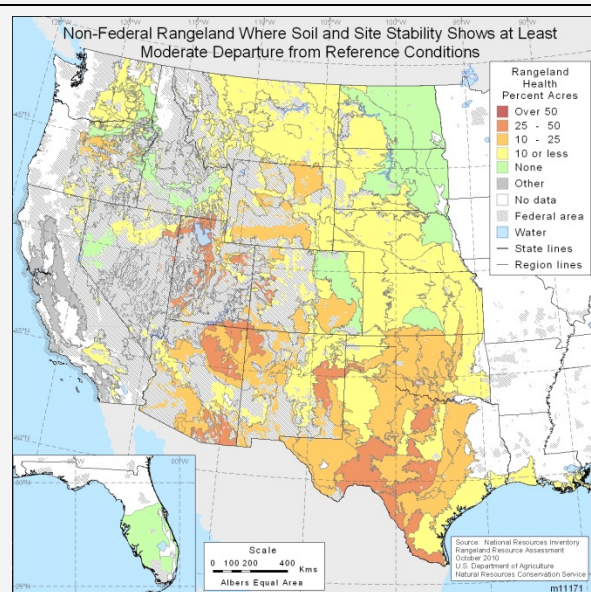 Non-Federal Rangeland Where Soil and Site Stability Shows at Least
Moderate Departure from Reference Conditions
Rangeland
Health
Percent Acres
Over 50
25 - 50
10 - 25
10 or less
None
Other
No data
Federal area
Water
State lines
Region lines
Scale
0 100 200 400
Kms
Albers Equal Area
Source: National Resources Inventory
Rangeland Resource Assessment
October 2010
U.S. Department of Agriculture
Natural Resources Conservation Service
m11171